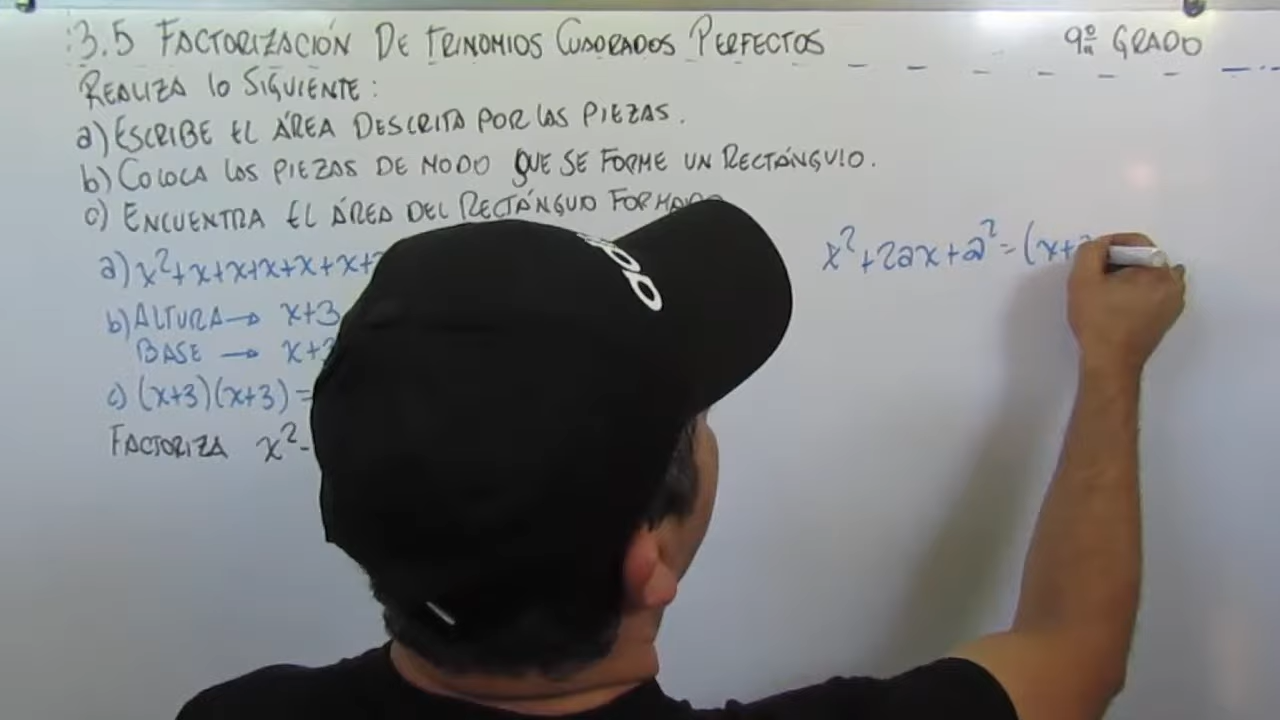 3.5 FACTORIZACIÓN DE TRINOMIOS CUADRADOS PERFECTOS 9º GRADO
REALIZA lO SIGUIENTE:
a) ESCRIBE EL ÁREA DESCRITA POR LAS PIEZAS.
b) COLOCA LAS PIEZAS DE MODO QUE SE FORME UN RECTÁNGULO.
c) ENCUENTRA EL ÁREA DEL RECTÁNGULO
a) x²+x+x+x+x+x+
x²+2ax+a²=(x+
b) ALTURA→ x+3
BASE → x+3
c) (x+3)(x+3)=
FACTORIZA x²